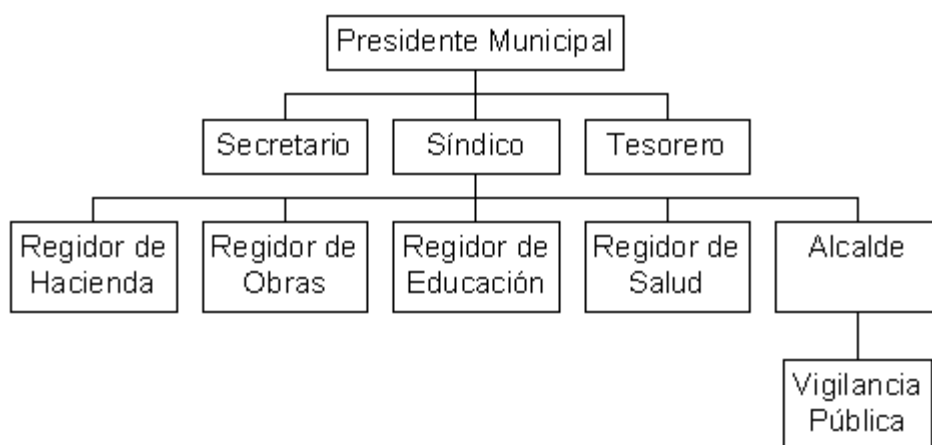 Presidente Municipal
Secretario
Síndico
Tesorero
Regidor de
Hacienda
Regidor de
Obras
Regidor de
Educación
Regidor de
Salud
Alcalde
Vigilancia
Pública